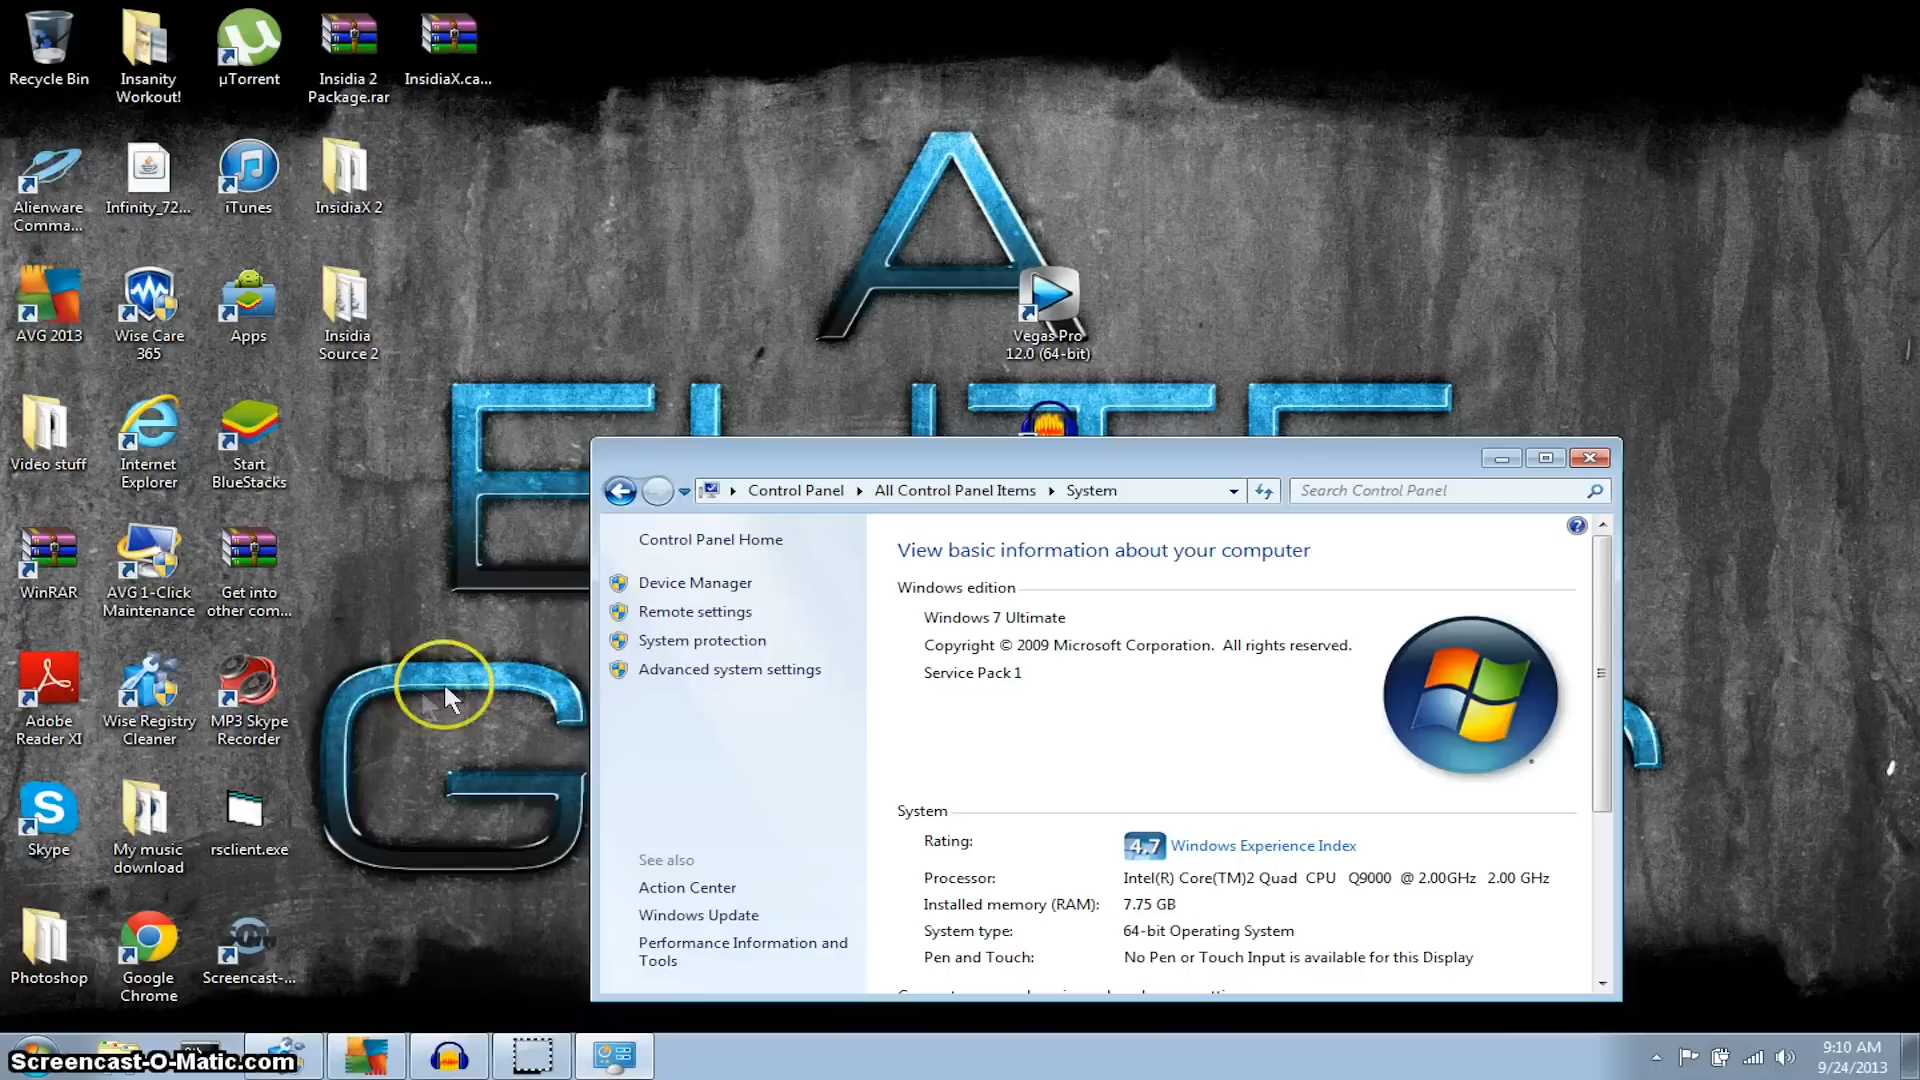 Recycle Bin
Insanity
Workout!
µTorrent
Insidia 2
Package.rar
InsidiaX.ca...
Alienware
Comma...
Infinity_72...
iTunes
InsidiaX 2
AVG 2013
Wise Care
365
Apps
Insidia
Source 2
Vegas Pro
12.0 (64-bit)
Video stuff
Internet
Explorer
Start
BlueStacks
WinRAR
AVG 1-Click
Maintenance
Get into
other com...
Adobe
Reader XI
Wise Registry
Cleaner
MP3 Skype
Recorder
Skype
My music
download
rsclient.exe
Photoshop
Google
Chrome
Screencast-...
A
G
Control Panel
All Control Panel Items
System
Search Control Panel
Control Panel Home
Device Manager
Remote settings
System protection
Advanced system settings
See also
Action Center
Windows Update
Performance Information and
Tools
View basic information about your computer
Windows edition
Windows 7 Ultimate
Copyright © 2009 Microsoft Corporation. All rights reserved.
Service Pack 1
System
Rating:
4.7 Windows Experience Index
Processor:
Intel(R) Core(TM)2 Quad CPU Q9000 @ 2.00GHz 2.00 GHz
Installed memory (RAM):
7.75 GB
System type:
64-bit Operating System
Pen and Touch:
No Pen or Touch Input is available for this Display
Screencast-O-Matic.com
9:10 AM
9/24/2013